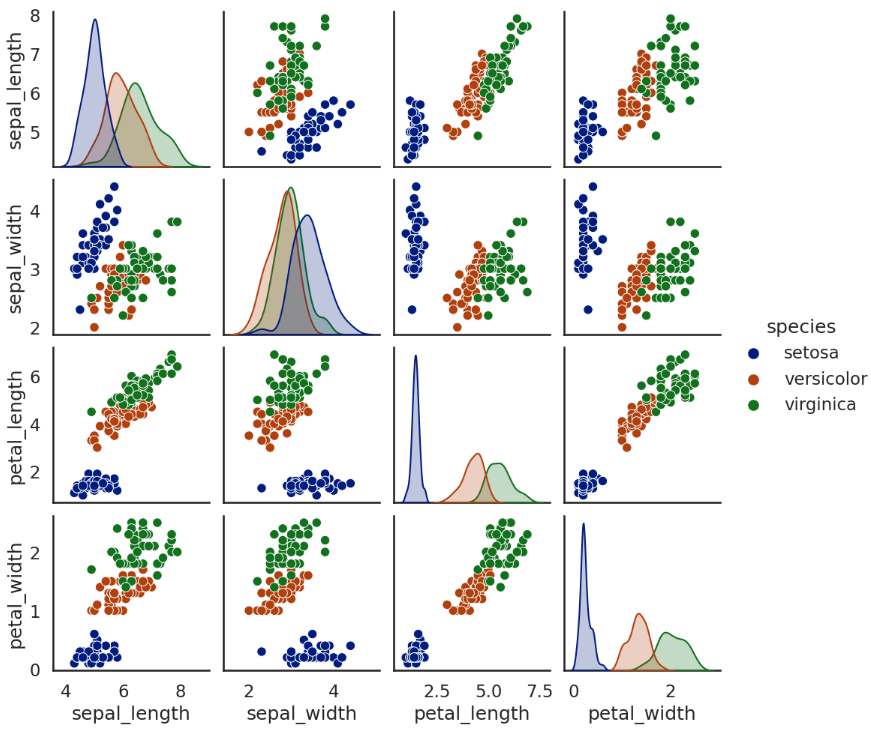 sepal_length
8
7
6
5
sepal_width
4
3
2
petal_length
6
4
2
petal_width
2
1
0
4 6 8
2 4
2.5 5.0 7.5
0 2
sepal_length
sepal_width
petal_length
petal_width
species
setosa
versicolor
virginica